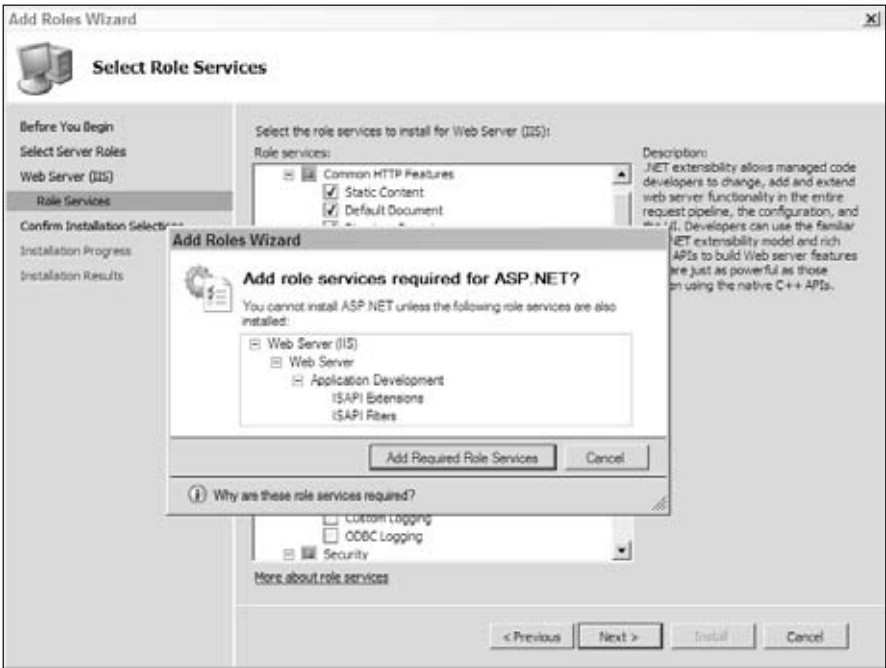 Add Roles Wizard
Select Role Services
Before You Begin
Select Server Roles
Web Server (IIS)
Role Services
Confirm Installation Selections
Installation Progress
Installation Results
Select the role services to install for Web Server (IIS):
Role services:
Common HTTP Features
Static Content
Default Document
Description:
.NET extensibility allows managed code
developers to change, add and extend
web server functionality in the entire
request pipeline, the configuration, and
UI. Developers can use the familiar
.NET extensibility model and rich
APIs to build Web server features
are just as powerful as those
using the native C++ APIs.
Add Roles Wizard
Add role services required for ASP.NET?
You cannot install ASP.NET unless the following role services are also
installed:
Web Server (IIS)
Web Server
Application Development
ISAPI Extensions
ISAPI Filters
Add Required Role Services
Cancel
Why are these role services required?
Custom Logging
ODBC Logging
Security
More about role services
< Previous
Next >
Install
Cancel